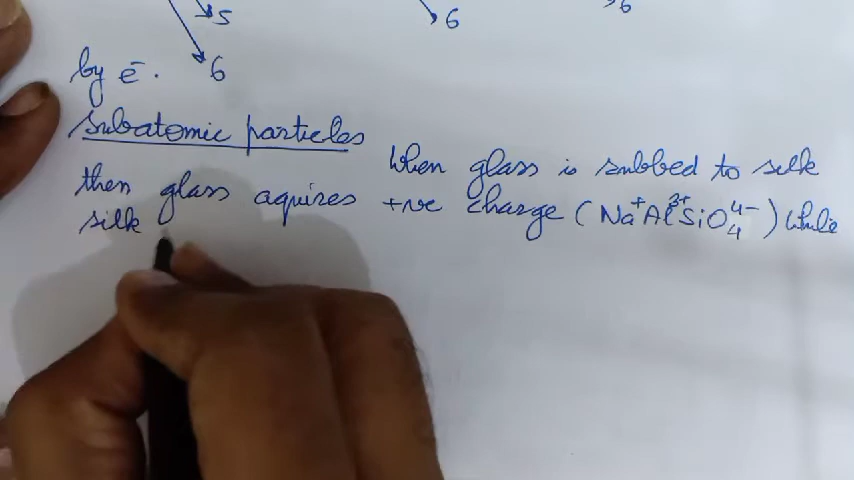 5 6 6
by e⁻. 6
subatomic particles When glass is rubbed to silk
then glass aquires +ve charge (Na⁺Al³⁺SiO₄⁴⁻) while
silk